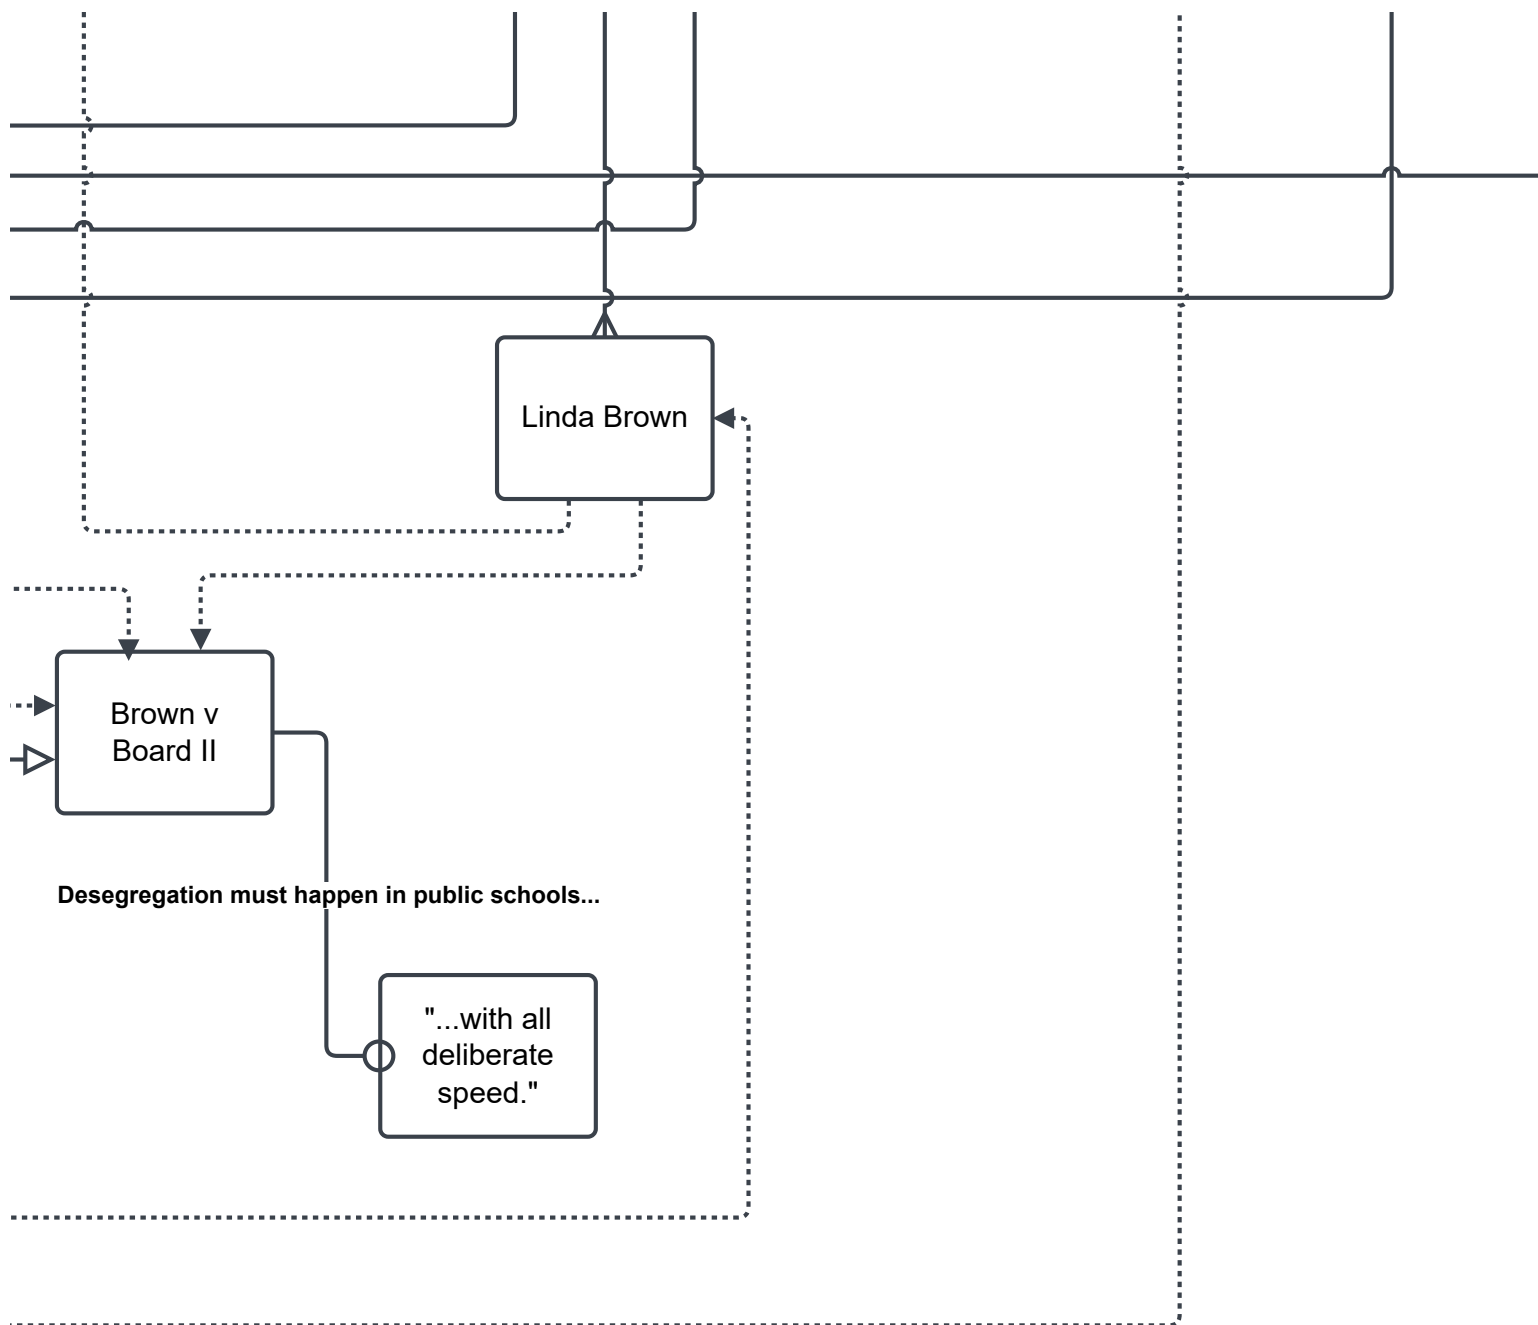 Linda Brown
Brown v
Board II
Desegregation must happen in public schools...
"...with all
deliberate
speed."